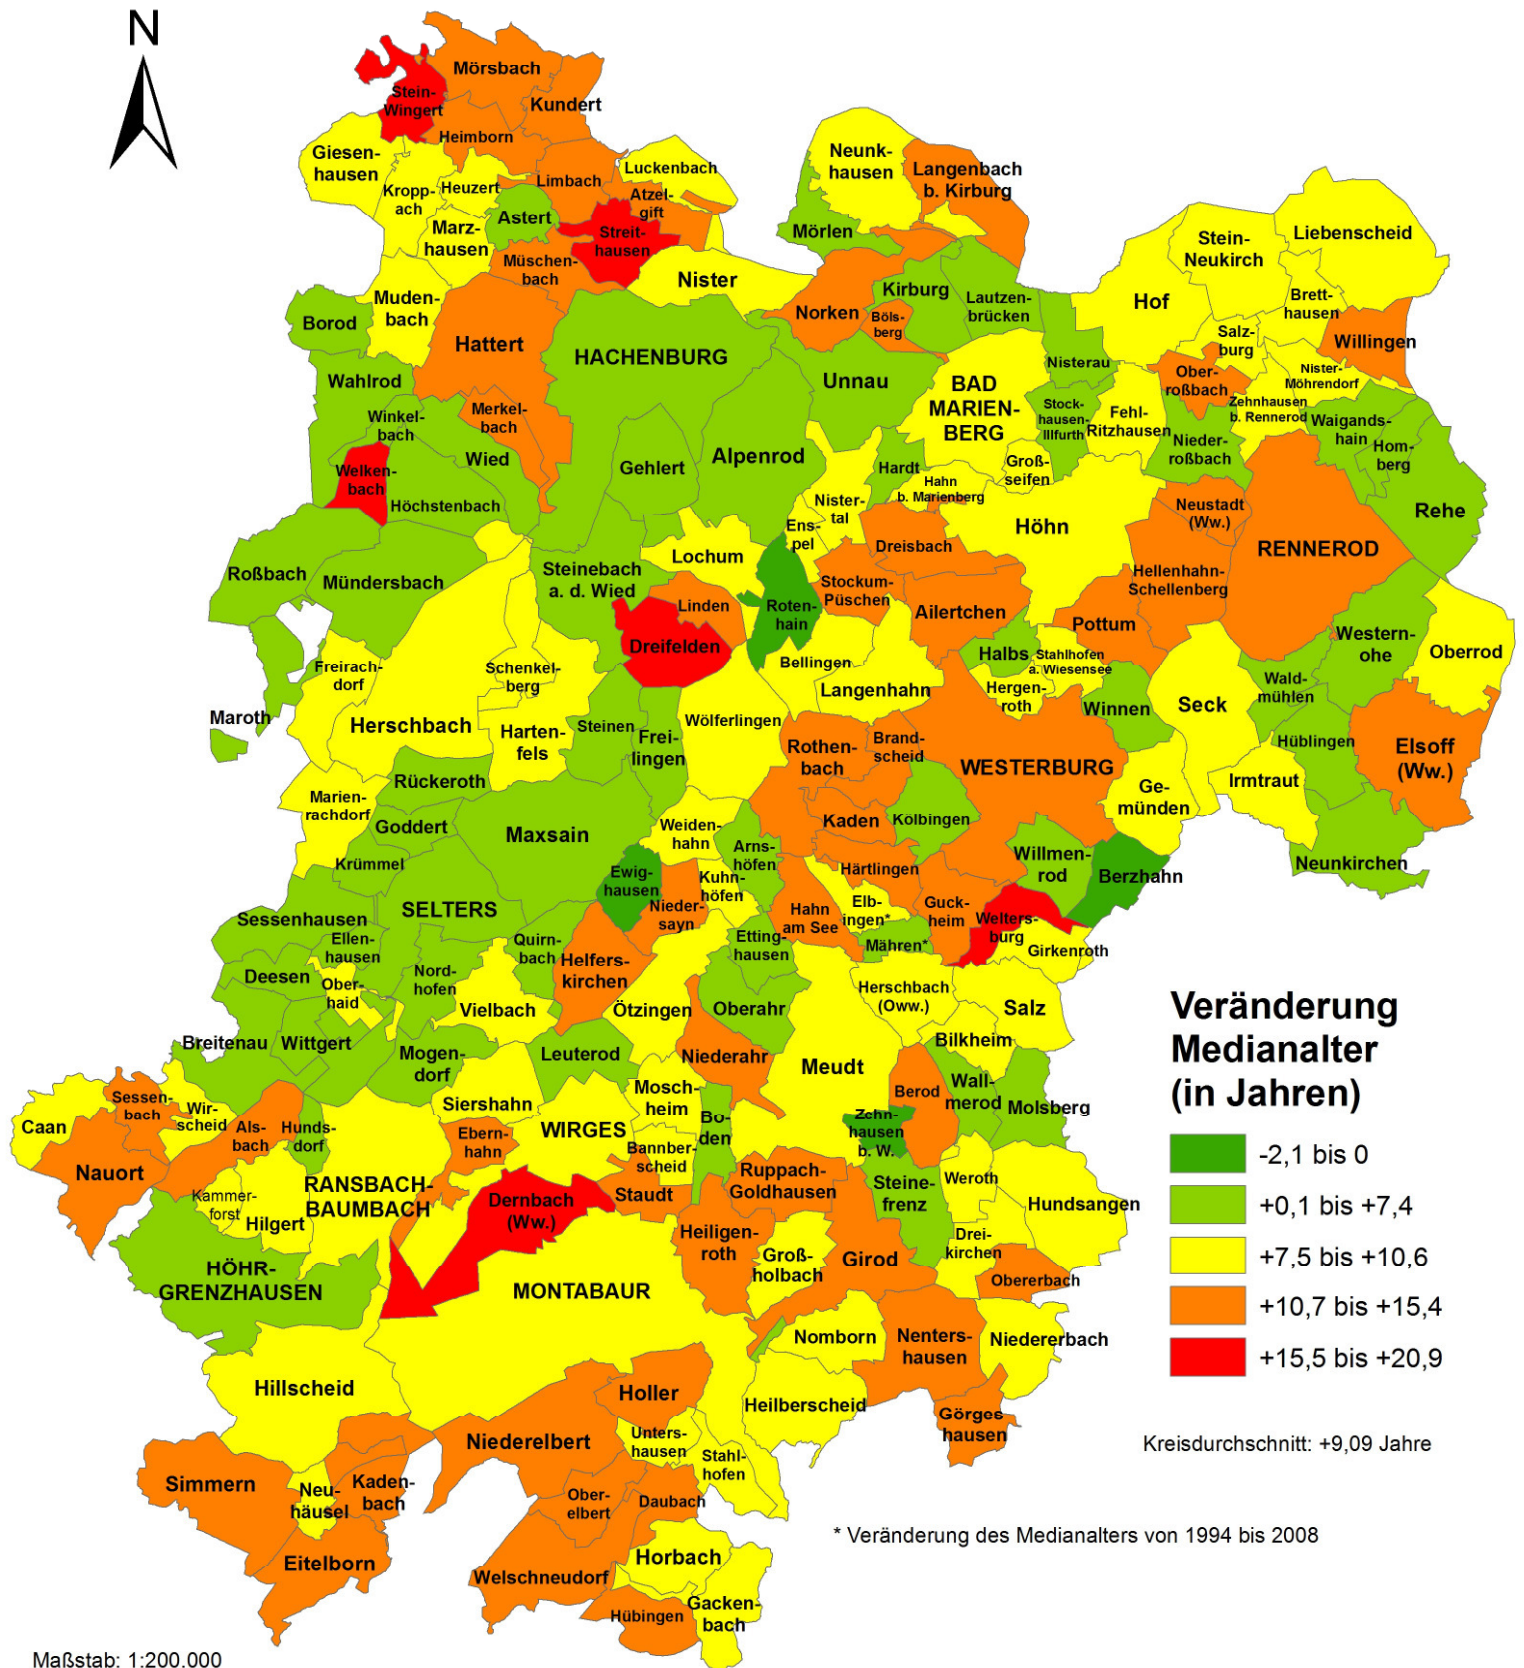 N
Mörsbach
Stein-
Wingert
Kundert
Heimborn
Giesen-
hausen
Kropp-
ach
Heuzert
Limbach
Luckenbach
Atzel-
gift
Astert
Marz-
hausen
Streit-
hausen
Müschen-
bach
Nister
Neunk-
hausen
Langenbach
b. Kirburg
Mörlen
Stein-
Neukirch
Liebenscheid
Hof
Brett-
hausen
Willingen
Salz-
burg
Nister-
Möhrendorf
Ober-
roßbach
Zehnhausen
b. Rennerod
Waigands-
hain
Hom-
berg
Rehe
Borod
Muden-
bach
Hattert
HACHENBURG
Norken
Kirburg
Böls-
berg
Lautzen-
brücken
Nisterau
Wahlrod
Winkel-
bach
Merkel-
bach
Wied
Welken-
bach
Höchstenbach
Gehlert
Alpenrod
Unnau
BAD
MARIEN-
BERG
Stock-
hausen-
Illfurth
Fehl-
Ritzhausen
Nieder-
roßbach
Hardt
Groß-
seifen
Hahn
b. Marienberg
Nister-
tal
Ens-
pel
Höhn
Neustadt
(Ww.)
RENNEROD
Roßbach
Mündersbach
Steinebach
a. d. Wied
Lochum
Linden
Dreifelden
Roten-
hain
Dreisbach
Stockum-
Püschen
Ailertchen
Hellenhahn-
Schellenberg
Pottum
Halbs
Stahlhofen
a. Wiesensee
Hergen-
roth
Winnen
Seck
Western-
ohe
Oberrod
Wald-
mühlen
Hüblingen
Elsoff
(Ww.)
Irmtraut
Neunkirchen
Maroth
Freirach-
dorf
Schenkel-
berg
Herschbach
Harten-
fels
Steinen
Frei-
lingen
Wölferlingen
Bellingen
Langenhahn
Rothen-
bach
Brand-
scheid
WESTERBURG
Ge-
münden
Marien-
rachdorf
Rückeroth
Goddert
Krümmel
Maxsain
Weiden-
hahn
Arns-
höfen
Kaden
Kölbingen
Willmen-
rod
Berzhahn
Härtlingen
Ewig-
hausen
Kuhn-
höfen
Nieder-
sayn
Hahn
am See
Elb-
ingen*
Guck-
heim
Welters-
burg
Girkenroth
Mähren*
Sessenhausen
SELTERS
Ellen-
hausen
Deesen
Ober-
haid
Nord-
hofen
Quirn-
bach
Helfers-
kirchen
Vielbach
Ötzingen
Etting-
hausen
Oberahr
Herschbach
(Oww.)
Salz
Bilkheim
Breitenau
Wittgert
Mogen-
dorf
Leuterod
Niederahr
Meudt
Berod
Wall-
merod
Molsberg
Caan
Sessen-
bach
Wir-
scheid
Als-
bach
Hunds-
dorf
Nauort
Siershahn
Mosch-
heim
WIRGES
Ebern-
hahn
Bannber-
scheid
Bo-
den
Zehn-
hausen
b. W.
Kammer-
forst
Hilgert
RANSBACH-
BAUMBACH
Dernbach
(Ww.)
Staudt
Ruppach-
Goldhausen
Steine-
frenz
Weroth
Hundsangen
Drei-
kirchen
Obererbach
HÖHR-
GRENZHAUSEN
Heiligen-
roth
Groß-
holbach
Girod
MONTABAUR
Nomborn
Nenters-
hausen
Niedererbach
Hillscheid
Holler
Heilberscheid
Görges
hausen
Niederelbert
Unters-
hausen
Stahl-
hofen
Simmern
Neu-
häusel
Kaden-
bach
Ober-
elbert
Daubach
Eitelborn
Welschneudorf
Horbach
Hübingen
Gacken-
bach
Veränderung
Medianalter
(in Jahren)
-2,1 bis 0
+0,1 bis +7,4
+7,5 bis +10,6
+10,7 bis +15,4
+15,5 bis +20,9
Kreisdurchschnitt: +9,09 Jahre
* Veränderung des Medianalters von 1994 bis 2008
Maßstab: 1:200.000